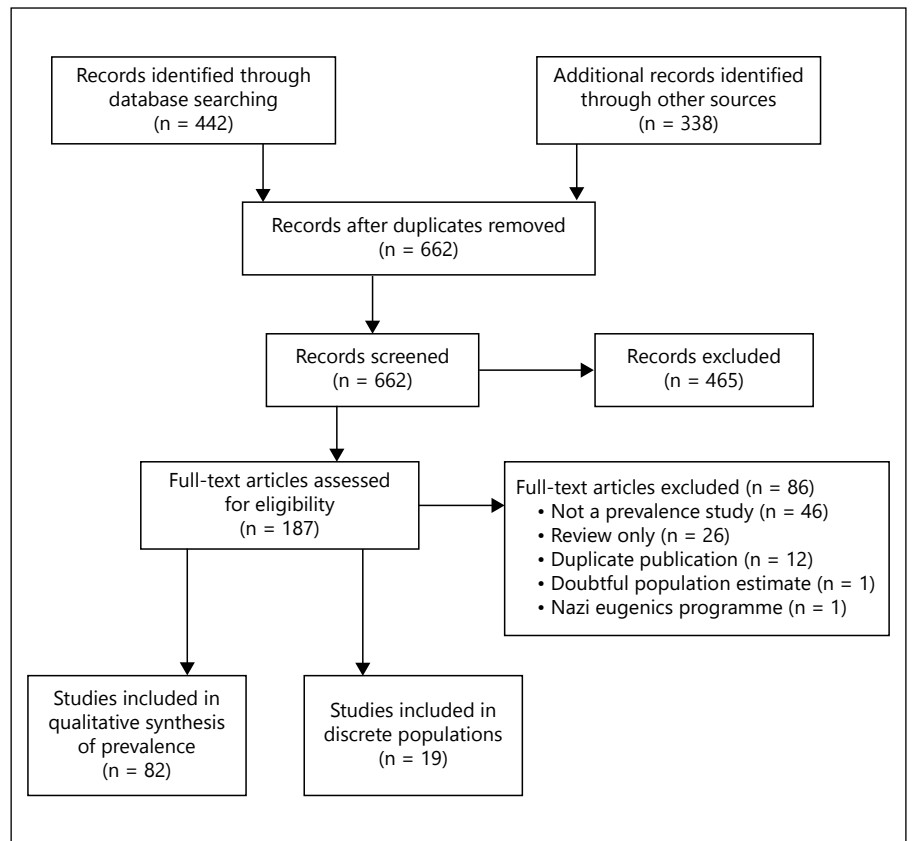 Records identified through
database searching
(n = 442)
Additional records identified
through other sources
(n = 338)
Records after duplicates removed
(n = 662)
Records screened
(n = 662)
Records excluded
(n = 465)
Full-text articles assessed
for eligibility
(n = 187)
Full-text articles excluded (n = 86)
• Not a prevalence study (n = 46)
• Review only (n = 26)
• Duplicate publication (n = 12)
• Doubtful population estimate (n = 1)
• Nazi eugenics programme (n = 1)
Studies included in
qualitative synthesis
of prevalence
(n = 82)
Studies included in
discrete populations
(n = 19)